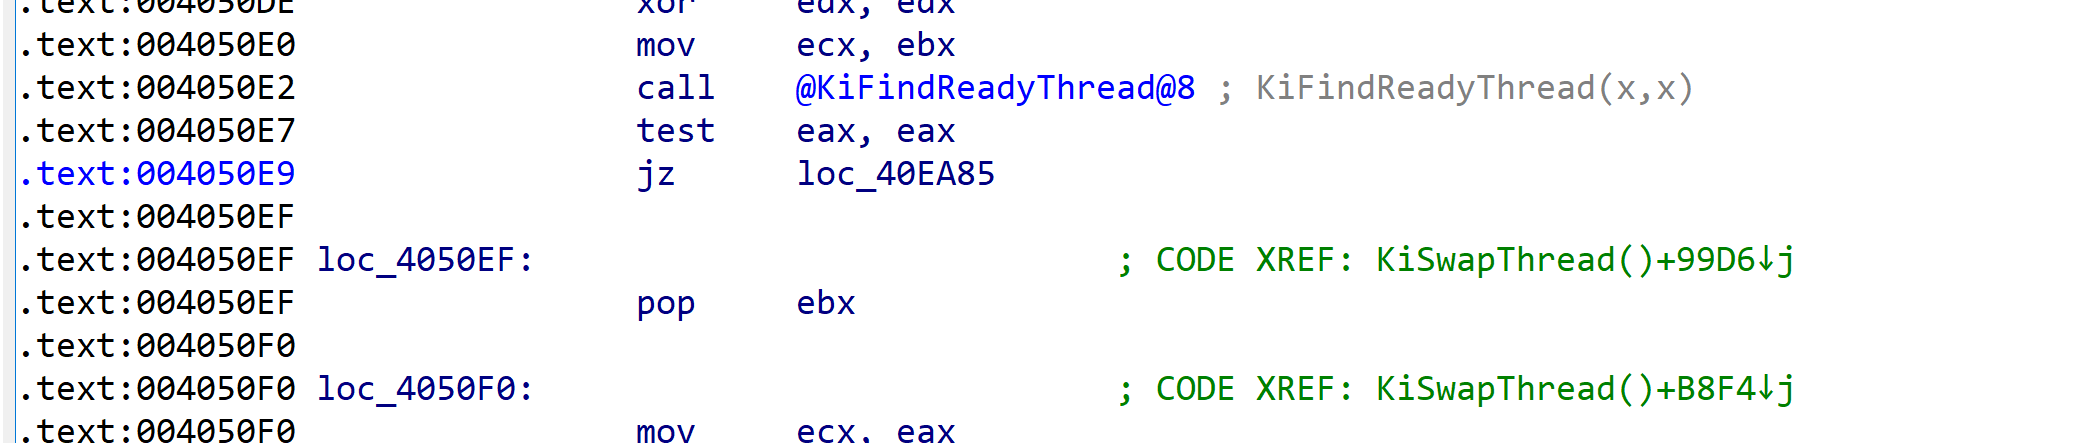 .text:004050DE xor edx, edx
.text:004050E0 mov ecx, ebx
.text:004050E2 call @KiFindReadyThread@8 ; KiFindReadyThread(x,x)
.text:004050E7 test eax, eax
.text:004050E9 jz loc_40EA85
.text:004050EF
.text:004050EF loc_4050EF: ; CODE XREF: KiSwapThread()+99D6↓j
.text:004050EF pop ebx
.text:004050F0
.text:004050F0 loc_4050F0: ; CODE XREF: KiSwapThread()+B8F4↓j
.text:004050F0 mov ecx, eax